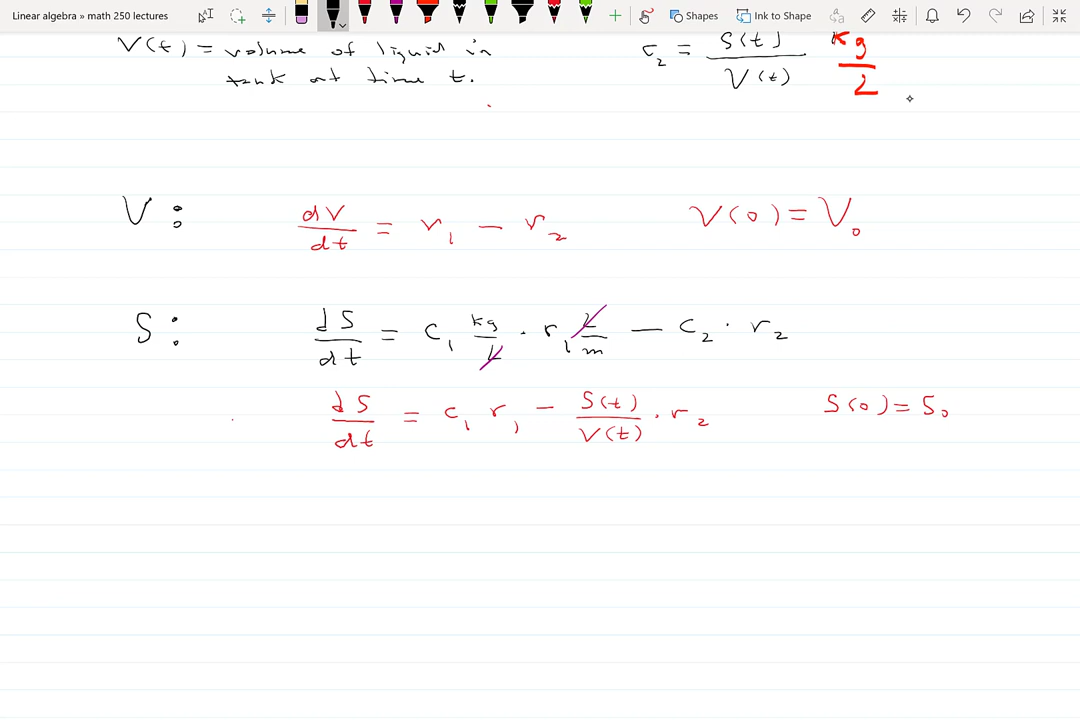 Linear algebra » math 250 lectures
Shapes
Ink to Shape
V(t) = volume of liquid in
tank at time t.
c₂ = S(t) / V(t) kg / L
V: dV/dt = r₁ − r₂ V(0) = V₀
S: dS/dt = c₁ kg/L · r₁ L/m − c₂ · r₂
dS/dt = c₁ r₁ − S(t)/V(t) · r₂ S(0) = S₀